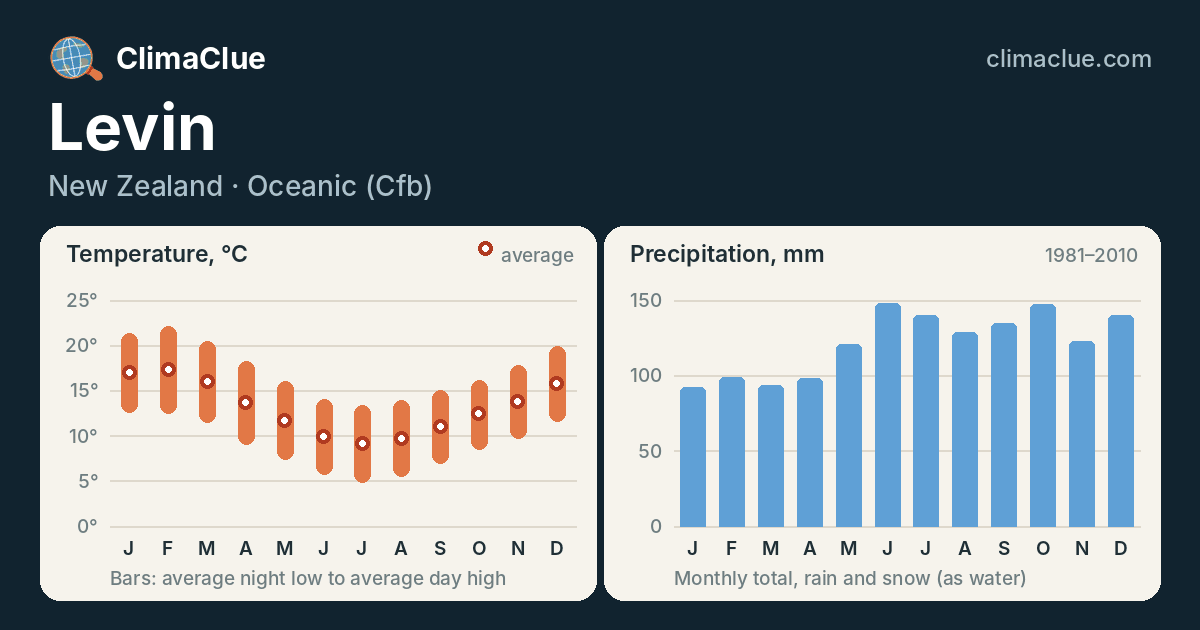 ClimaClue
climaclue.com
Levin
New Zealand · Oceanic (Cfb)
Temperature, °C
average
25°
20°
15°
10°
5°
0°
J F M A M J J A S O N D
Bars: average night low to average day high
Precipitation, mm
1981–2010
150
100
50
0
J F M A M J J A S O N D
Monthly total, rain and snow (as water)